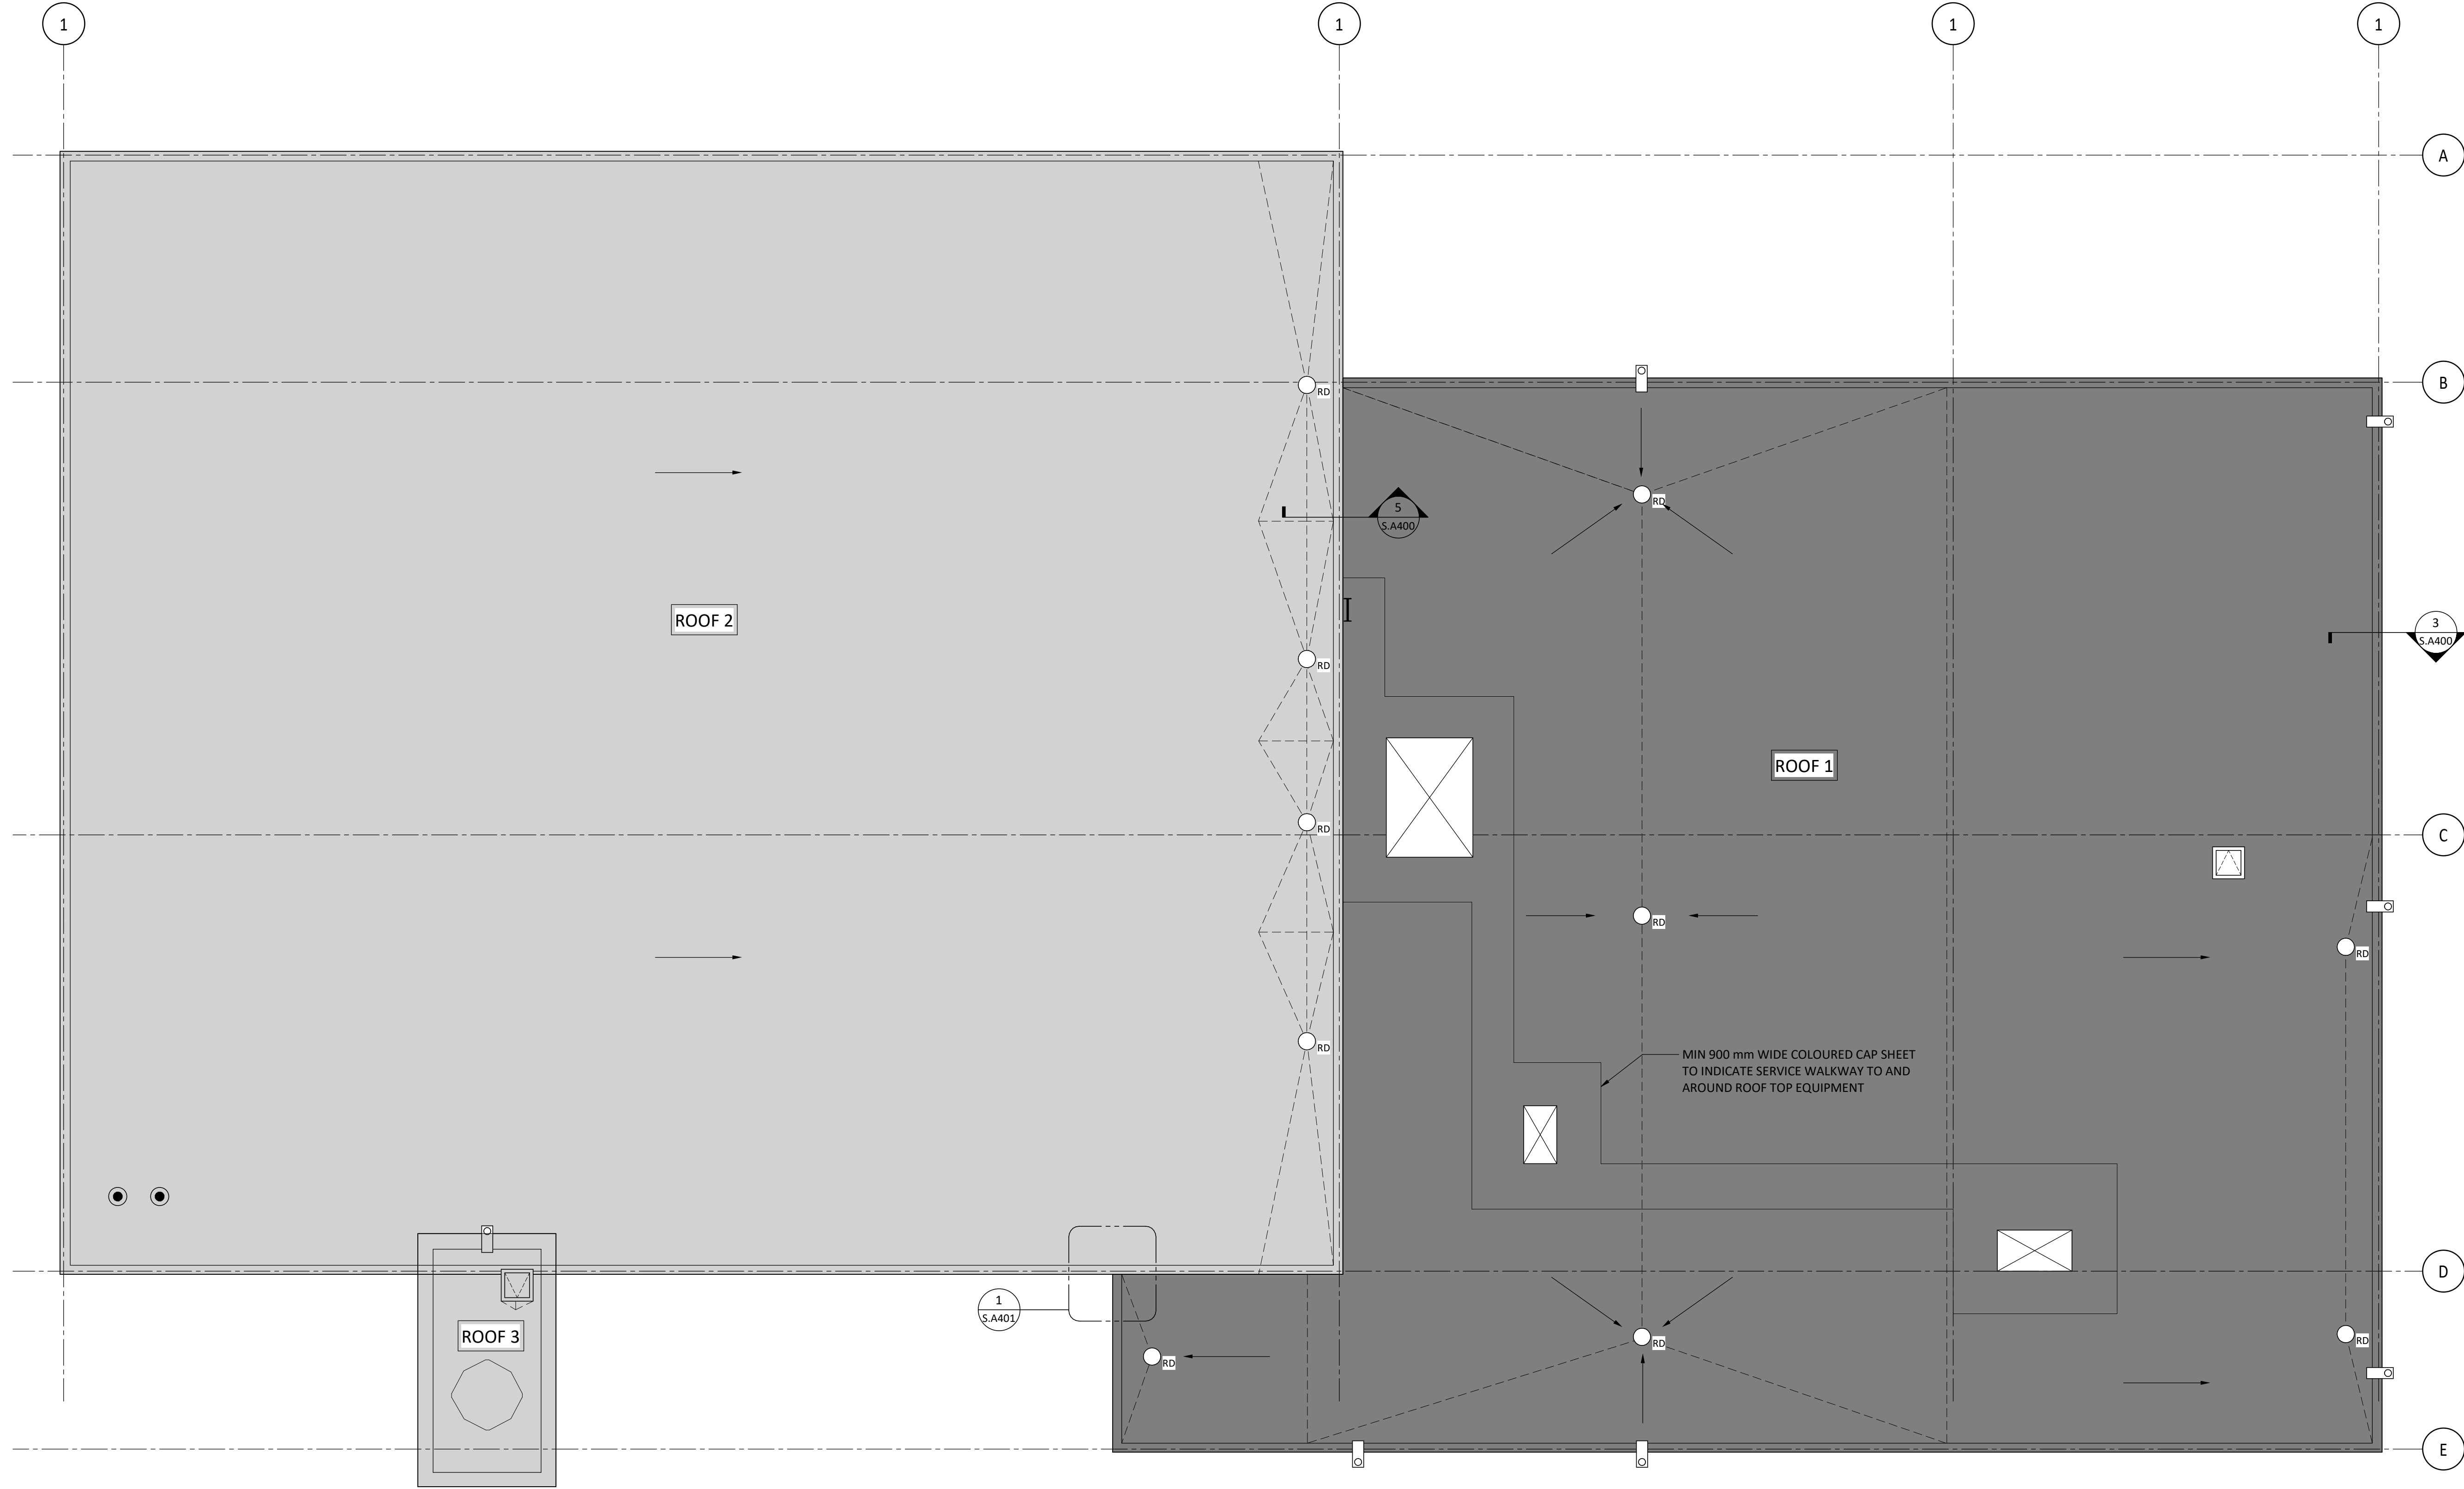 1
1
1
1
A
B
RD
RD
5
S.A400
I
ROOF 2
3
S.A400
RD
ROOF 1
RD
C
RD
RD
RD
MIN 900 mm WIDE COLOURED CAP SHEET
TO INDICATE SERVICE WALKWAY TO AND
AROUND ROOF TOP EQUIPMENT
D
1
S.A401
ROOF 3
RD
RD
RD
E